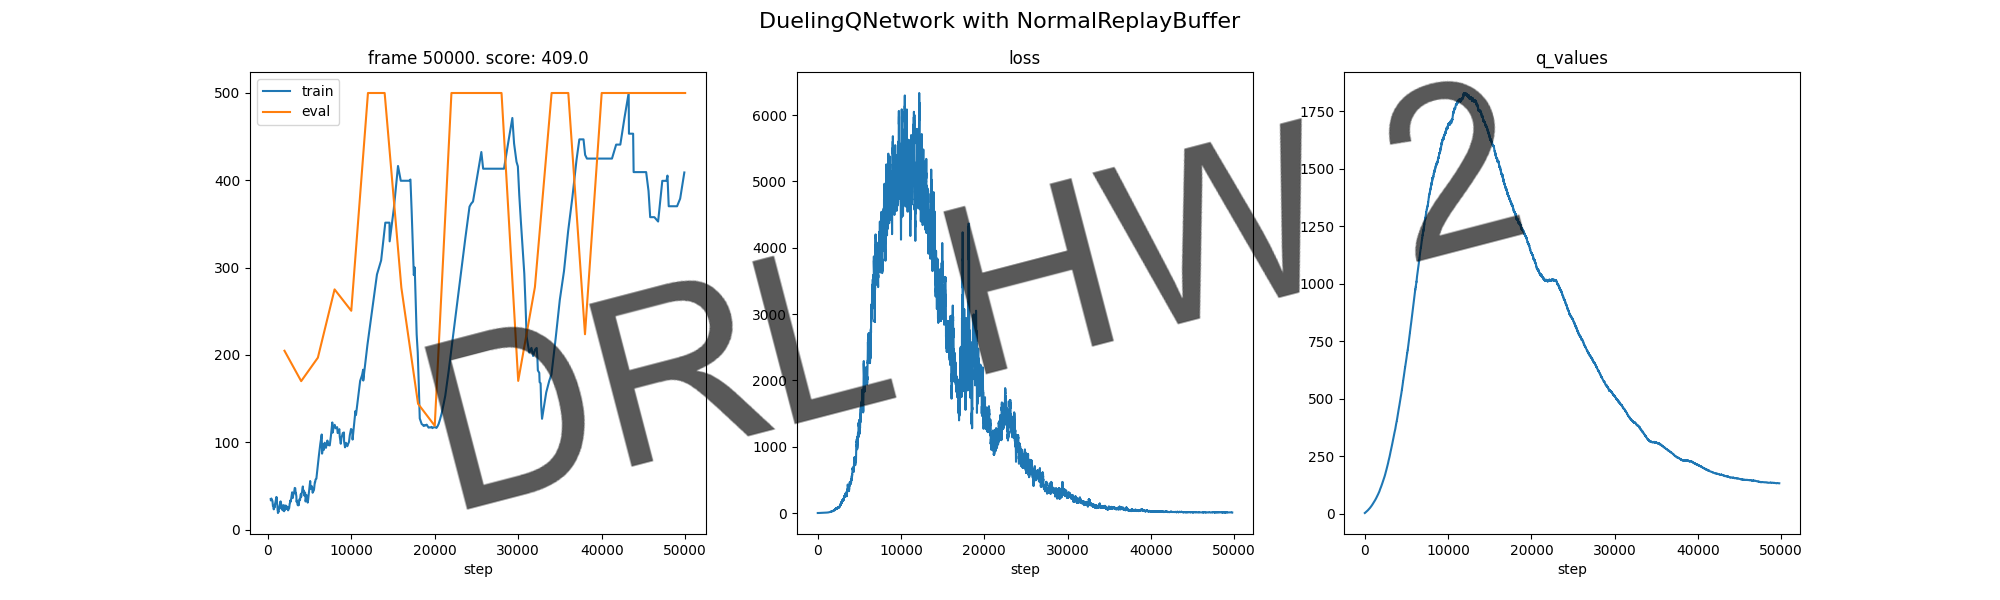 DuelingQNetwork with NormalReplayBuffer
frame 50000. score: 409.0
train
eval
500
400
300
200
100
0
0 10000 20000 30000 40000 50000
step
loss
6000
5000
4000
3000
2000
1000
0
0 10000 20000 30000 40000 50000
step
q_values
1750
1500
1250
1000
750
500
250
0
0 10000 20000 30000 40000 50000
step
DRL HW 2